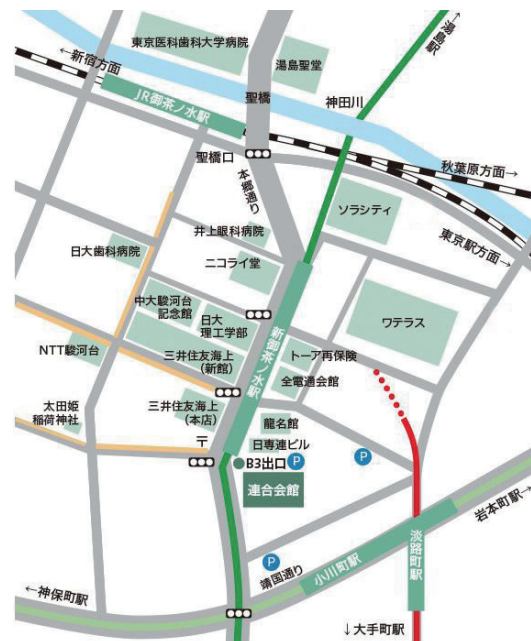 ←新宿方面
東京医科歯科大学病院
湯島聖堂
←湯島駅
JR御茶ノ水駅
聖橋
神田川
聖橋口
本郷通り
秋葉原方面→
東京駅方面→
ソラシティ
井上眼科病院
日大歯科病院
ニコライ堂
中大駿河台
記念館
日大
理工学部
新御茶ノ水駅
ワテラス
NTT駿河台
三井住友海上
(新館)
トーア再保険
全電通会館
太田姫
稲荷神社
三井住友海上
(本店)
龍名館
日専連ビル
〒
B3出口
P
P
連合会館
P
靖国通り
小川町駅
淡路町駅
岩本町駅→
←神保町駅
↓大手町駅